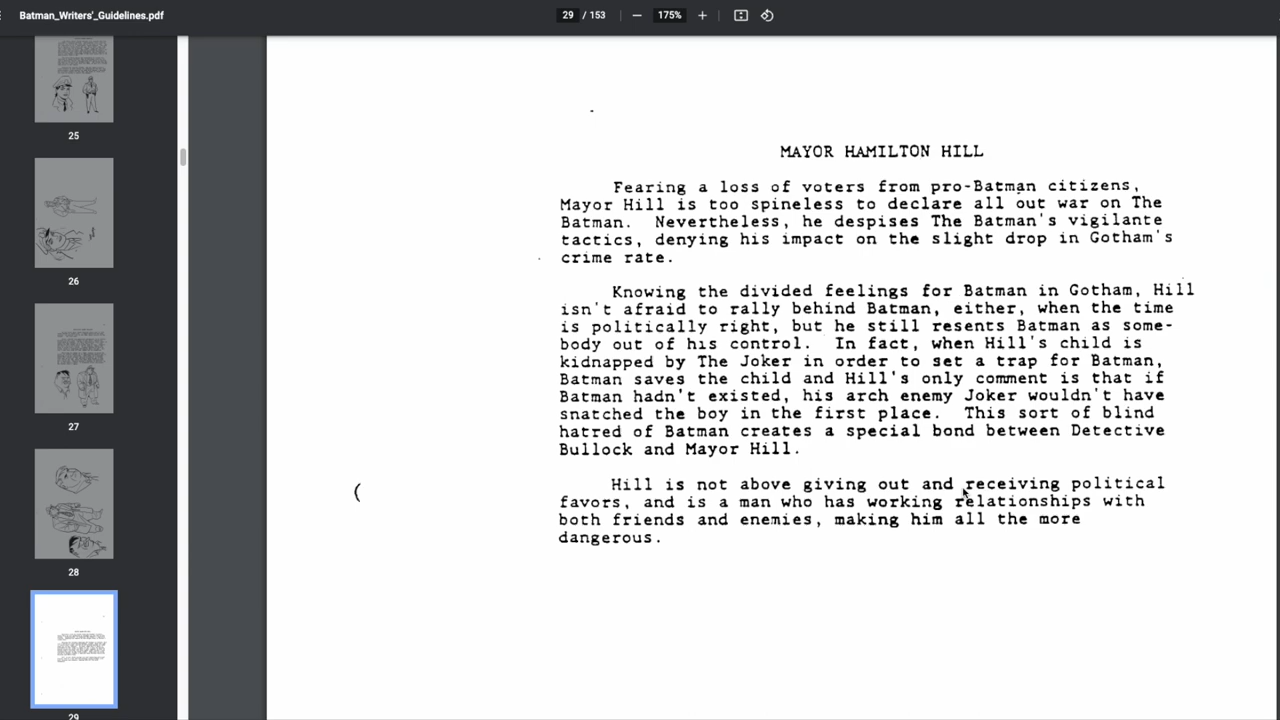 Batman_Writers'_Guidelines.pdf
29 / 153
175%
25
26
27
28
29
MAYOR HAMILTON HILL
Fearing a loss of voters from pro-Batman citizens,
Mayor Hill is too spineless to declare all out war on The
Batman. Nevertheless, he despises The Batman's vigilante
tactics, denying his impact on the slight drop in Gotham's
crime rate.
Knowing the divided feelings for Batman in Gotham, Hill
isn't afraid to rally behind Batman, either, when the time
is politically right, but he still resents Batman as some-
body out of his control. In fact, when Hill's child is
kidnapped by The Joker in order to set a trap for Batman,
Batman saves the child and Hill's only comment is that if
Batman hadn't existed, his arch enemy Joker wouldn't have
snatched the boy in the first place. This sort of blind
hatred of Batman creates a special bond between Detective
Bullock and Mayor Hill.
Hill is not above giving out and receiving political
favors, and is a man who has working relationships with
both friends and enemies, making him all the more
dangerous.